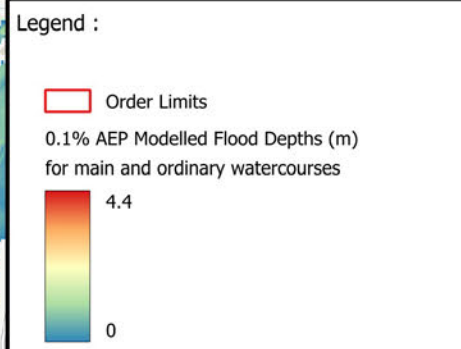 Legend :
Order Limits
0.1% AEP Modelled Flood Depths (m)
for main and ordinary watercourses
4.4
0